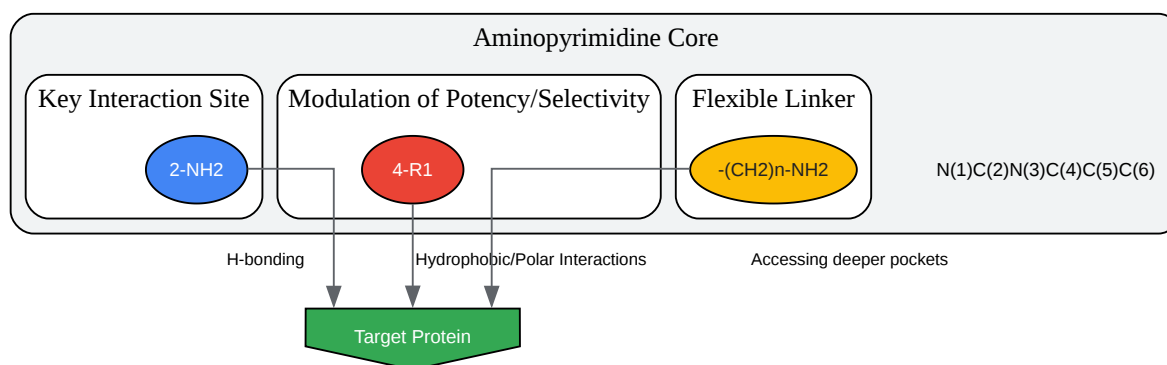 Aminopyrimidine Core
Key Interaction Site
Modulation of Potency/Selectivity
Flexible Linker
2-NH2
4-R1
-(CH2)n-NH2
N(1)C(2)N(3)C(4)C(5)C(6)
H-bonding
Hydrophobic/Polar Interactions
Accessing deeper pockets
Target Protein